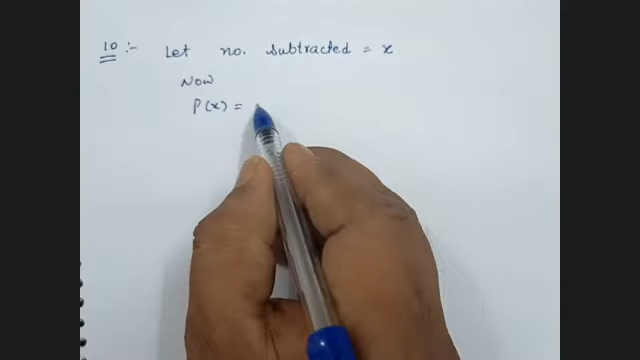 10 :- Let no. subtracted = x
Now
P(x) =